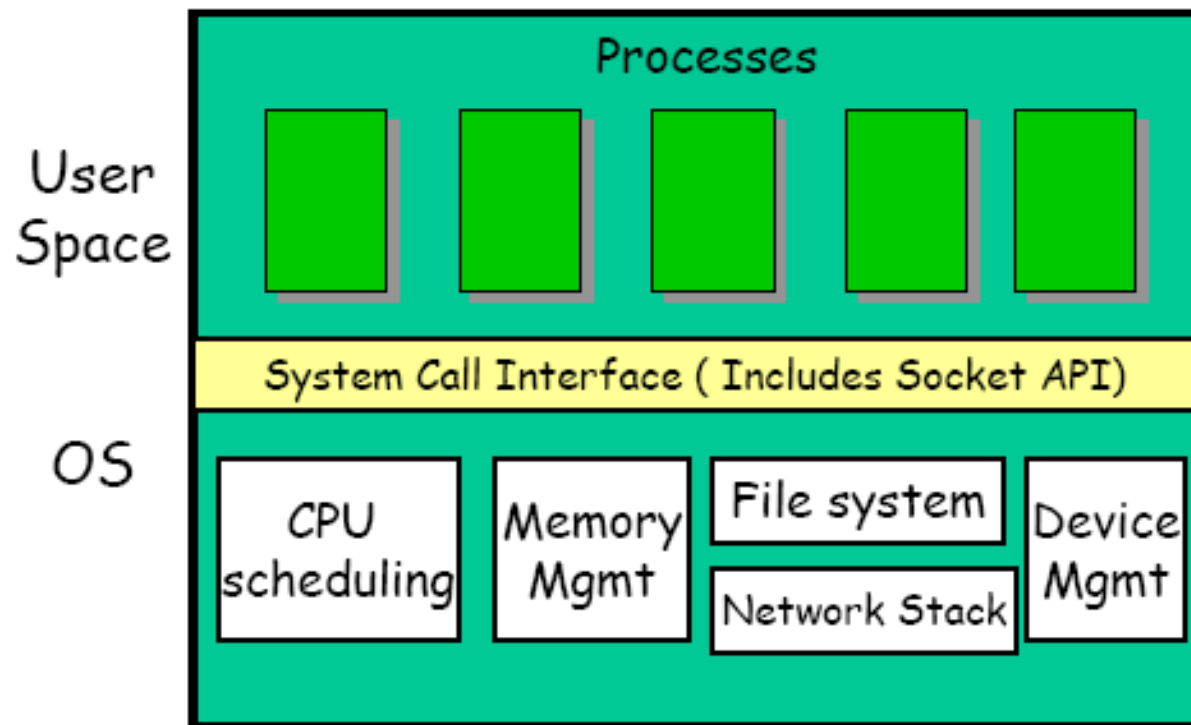 Processes
User
Space
System Call Interface ( Includes Socket API)
OS
CPU
scheduling
Memory
Mgmt
File system
Network Stack
Device
Mgmt